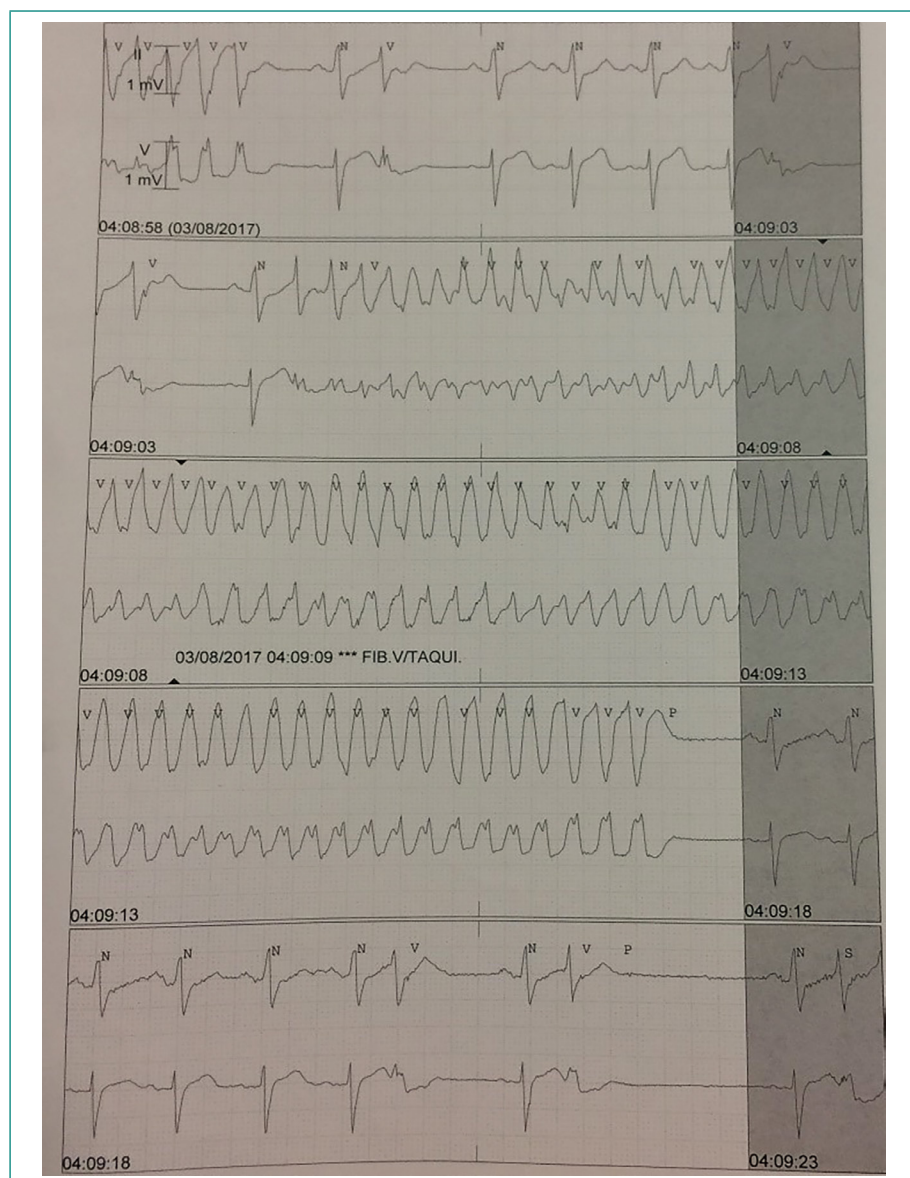 V V V V V N V N N N N V
II
1 mV
V
1 mV
04:08:58 (03/08/2017) 04:09:03
V N N V V V V V V V V V V V V V V
04:09:03 04:09:08
V V V V V V V V V V V V V V V V V V V V V V V V V V
03/08/2017 04:09:09 *** FIB.V/TAQUI.
04:09:08 04:09:13
V V V V V V V V V V V V V V V V P N N
04:09:13 04:09:18
N N N N V N V P N S
04:09:18 04:09:23